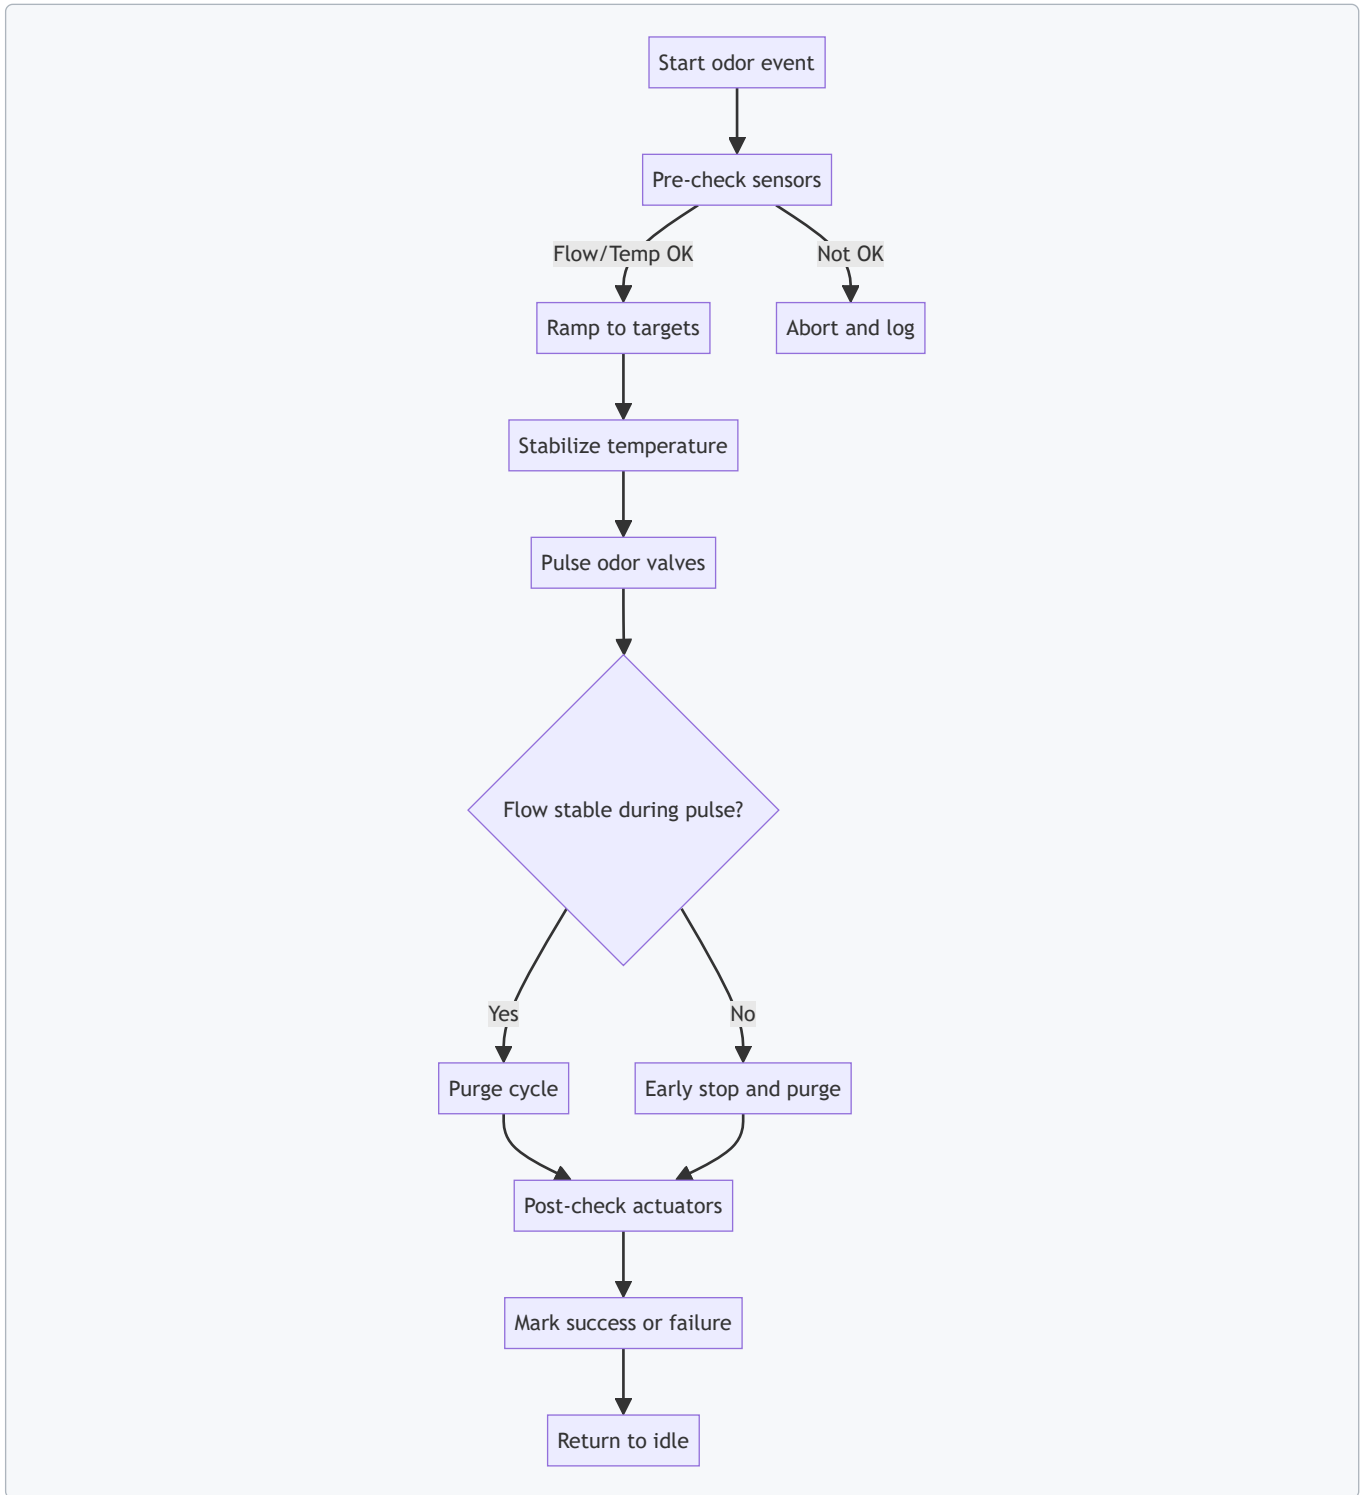 Start odor event
Pre-check sensors
Flow/Temp OK
Not OK
Ramp to targets
Abort and log
Stabilize temperature
Pulse odor valves
Flow stable during pulse?
Yes
No
Purge cycle
Early stop and purge
Post-check actuators
Mark success or failure
Return to idle